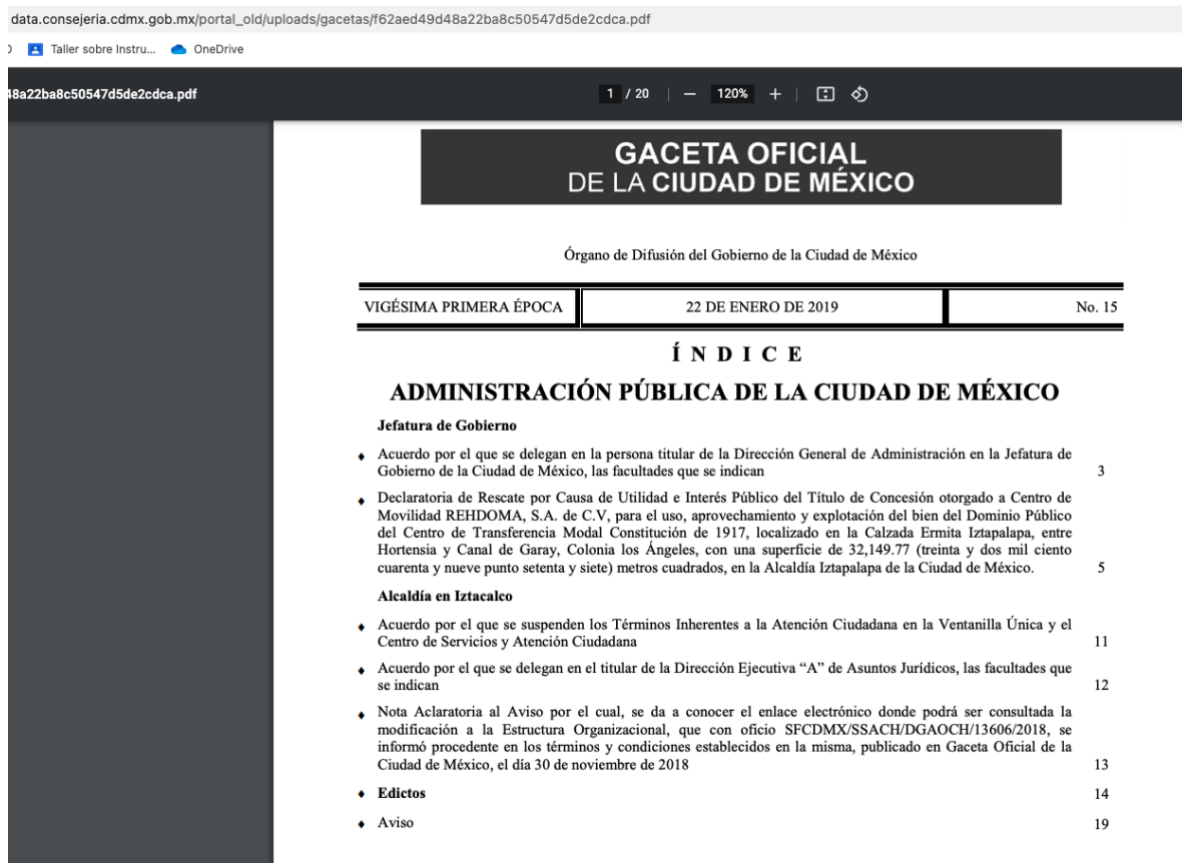 data.consejeria.cdmx.gob.mx/portal_old/uploads/gacetas/f62aed49d48a22ba8c50547d5de2cdca.pdf
Taller sobre Instru... OneDrive
48a22ba8c50547d5de2cdca.pdf 1 / 20 | — 120% + |
GACETA OFICIAL
DE LA CIUDAD DE MÉXICO
Órgano de Difusión del Gobierno de la Ciudad de México
VIGÉSIMA PRIMERA ÉPOCA 22 DE ENERO DE 2019 No. 15
Í N D I C E
ADMINISTRACIÓN PÚBLICA DE LA CIUDAD DE MÉXICO
Jefatura de Gobierno
♦ Acuerdo por el que se delegan en la persona titular de la Dirección General de Administración en la Jefatura de
Gobierno de la Ciudad de México, las facultades que se indican 3
♦ Declaratoria de Rescate por Causa de Utilidad e Interés Público del Título de Concesión otorgado a Centro de
Movilidad REHDOMA, S.A. de C.V, para el uso, aprovechamiento y explotación del bien del Dominio Público
del Centro de Transferencia Modal Constitución de 1917, localizado en la Calzada Ermita Iztapalapa, entre
Hortensia y Canal de Garay, Colonia los Ángeles, con una superficie de 32,149.77 (treinta y dos mil ciento
cuarenta y nueve punto setenta y siete) metros cuadrados, en la Alcaldía Iztapalapa de la Ciudad de México. 5
Alcaldía en Iztacalco
♦ Acuerdo por el que se suspenden los Términos Inherentes a la Atención Ciudadana en la Ventanilla Única y el
Centro de Servicios y Atención Ciudadana 11
♦ Acuerdo por el que se delegan en el titular de la Dirección Ejecutiva “A” de Asuntos Jurídicos, las facultades que
se indican 12
♦ Nota Aclaratoria al Aviso por el cual, se da a conocer el enlace electrónico donde podrá ser consultada la
modificación a la Estructura Organizacional, que con oficio SFCDMX/SSACH/DGAOCH/13606/2018, se
informó procedente en los términos y condiciones establecidos en la misma, publicado en Gaceta Oficial de la
Ciudad de México, el día 30 de noviembre de 2018 13
♦ Edictos 14
♦ Aviso 19